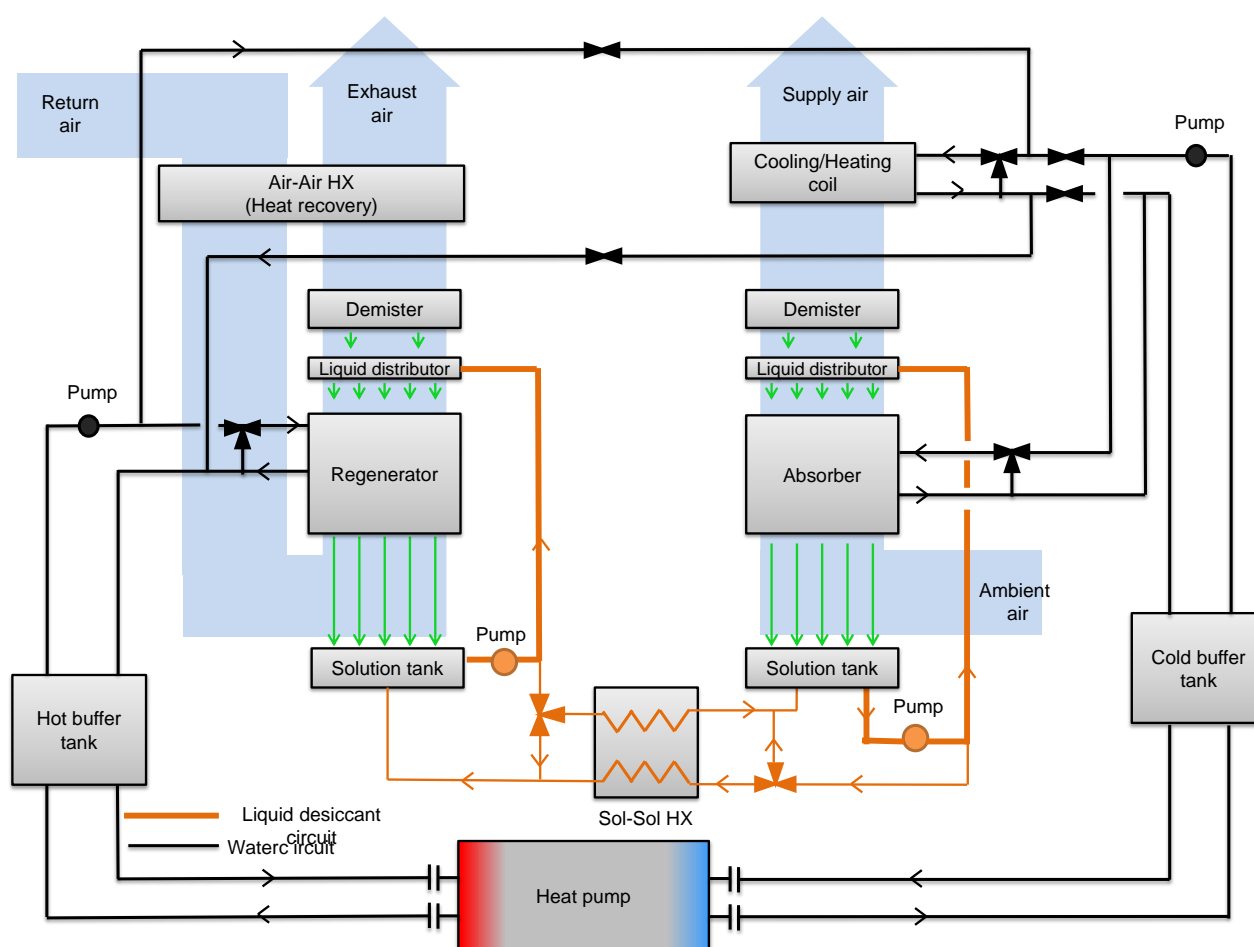 Return
air
Exhaust
air
Supply air
Pump
Cooling/Heating
coil
Air-Air HX
(Heat recovery)
Demister
Demister
Liquid distributor
Liquid distributor
Pump
Regenerator
Absorber
Ambient
air
Pump
Solution tank
Solution tank
Cold buffer
tank
Pump
Hot buffer
tank
Liquid desiccant
circuit
Sol-Sol HX
Waterc ircuit
Heat pump